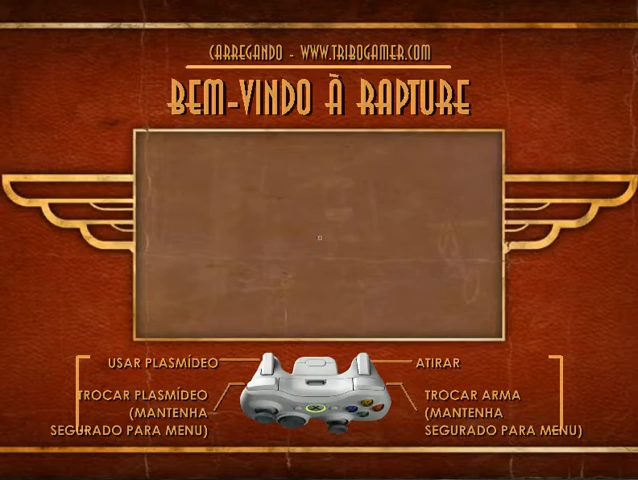 CARREGANDO - WWW.TRIBOGAMER.COM
BEM-VINDO À RAPTURE
USAR PLASMÍDEO
ATIRAR
TROCAR PLASMÍDEO
(MANTENHA
SEGURADO PARA MENU)
TROCAR ARMA
(MANTENHA
SEGURADO PARA MENU)